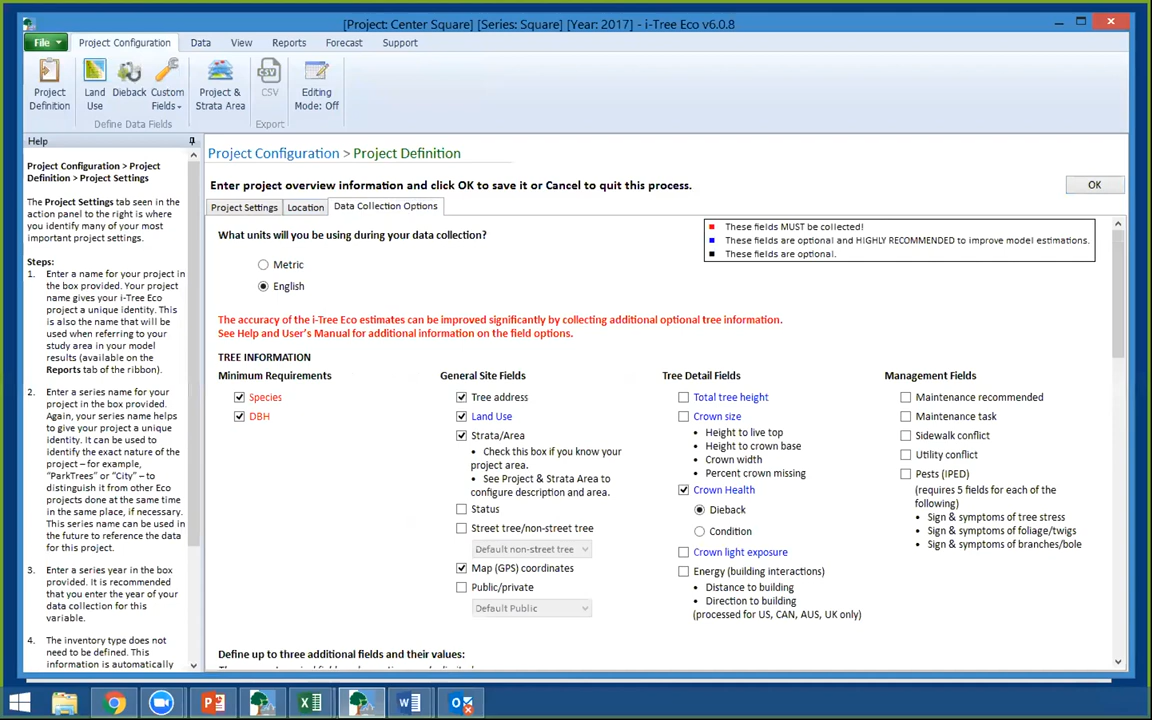 [Project: Center Square] [Series: Square] [Year: 2017] - i-Tree Eco v6.0.8
File
Project Configuration
Data
View
Reports
Forecast
Support
Project Definition
Land Use
Dieback
Custom Fields
Project & Strata Area
CSV
Editing Mode: Off
Define Data Fields
Export
Help
Project Configuration > Project
Definition > Project Settings
The Project Settings tab seen in the
action panel to the right is where
you identify many of your most
important project settings.
Steps:
1. Enter a name for your project in
the box provided. Your project
name gives your i-Tree Eco
project a unique identity. This
is also the name that will be
used when referring to your
study area in your model
results (available on the
Reports tab of the ribbon).
2. Enter a series name for your
project in the box provided.
Again, your series name helps
to give your project a unique
identity. It can be used to
identify the exact nature of the
project – for example,
“ParkTrees” or “City” – to
distinguish it from other Eco
projects done at the same time
in the same place, if necessary.
This series name can be used in
the future to reference the data
for this project.
3. Enter a series year in the box
provided. It is recommended
that you enter the year of your
data collection for this
variable.
4. The inventory type does not
need to be defined. This
information is automatically
Project Configuration > Project Definition
Enter project overview information and click OK to save it or Cancel to quit this process.
OK
Project Settings
Location
Data Collection Options
What units will you be using during your data collection?
These fields MUST be collected!
These fields are optional and HIGHLY RECOMMENDED to improve model estimations.
These fields are optional.
Metric
English
The accuracy of the i-Tree Eco estimates can be improved significantly by collecting additional optional tree information.
See Help and User's Manual for additional information on the field options.
TREE INFORMATION
Minimum Requirements
Species
DBH
General Site Fields
Tree address
Land Use
Strata/Area
• Check this box if you know your
project area.
• See Project & Strata Area to
configure description and area.
Status
Street tree/non-street tree
Default non-street tree
Map (GPS) coordinates
Public/private
Default Public
Tree Detail Fields
Total tree height
Crown size
• Height to live top
• Height to crown base
• Crown width
• Percent crown missing
Crown Health
Dieback
Condition
Crown light exposure
Energy (building interactions)
• Distance to building
• Direction to building
(processed for US, CAN, AUS, UK only)
Management Fields
Maintenance recommended
Maintenance task
Sidewalk conflict
Utility conflict
Pests (IPED)
(requires 5 fields for each of the
following)
• Sign & symptoms of tree stress
• Sign & symptoms of foliage/twigs
• Sign & symptoms of branches/bole
Define up to three additional fields and their values: